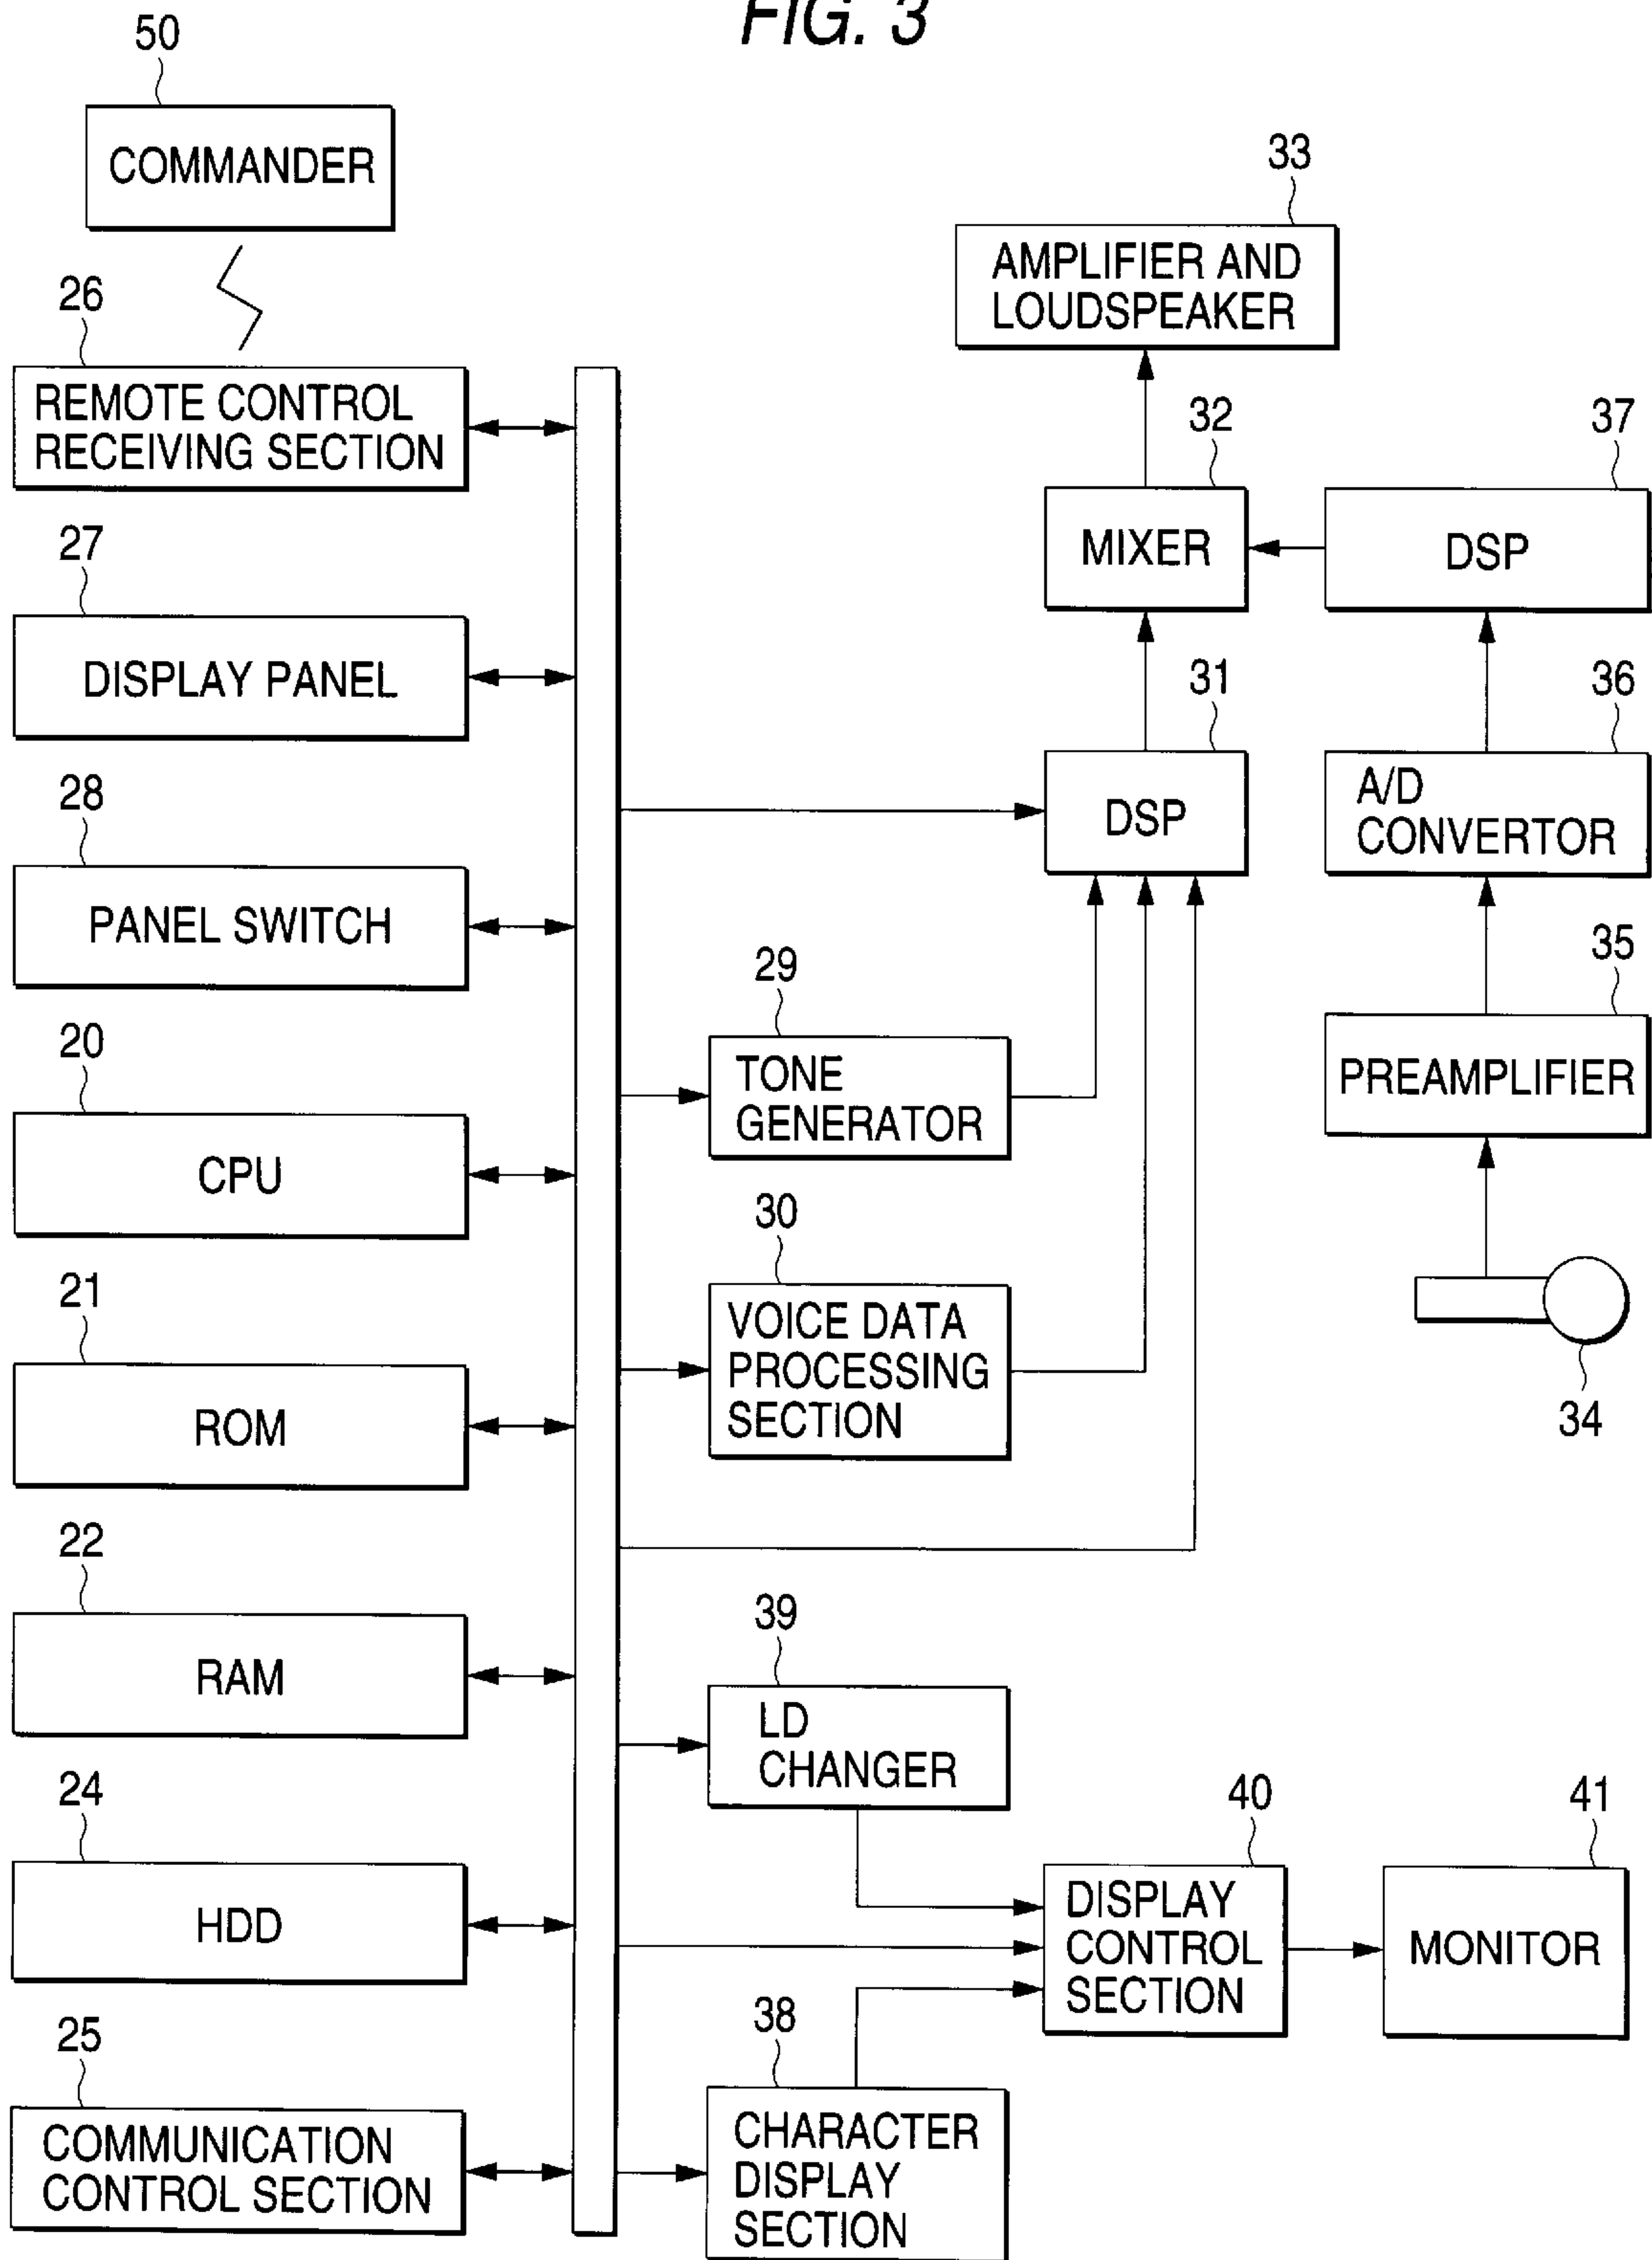 FIG. 3
50
COMMANDER
26
REMOTE CONTROL
RECEIVING SECTION
27
DISPLAY PANEL
28
PANEL SWITCH
20
CPU
21
ROM
22
RAM
24
HDD
25
COMMUNICATION
CONTROL SECTION
33
AMPLIFIER AND
LOUDSPEAKER
32
MIXER
37
DSP
31
DSP
36
A/D
CONVERTOR
29
TONE
GENERATOR
35
PREAMPLIFIER
30
VOICE DATA
PROCESSING
SECTION
34
39
LD
CHANGER
40
DISPLAY
CONTROL
SECTION
41
MONITOR
38
CHARACTER
DISPLAY
SECTION